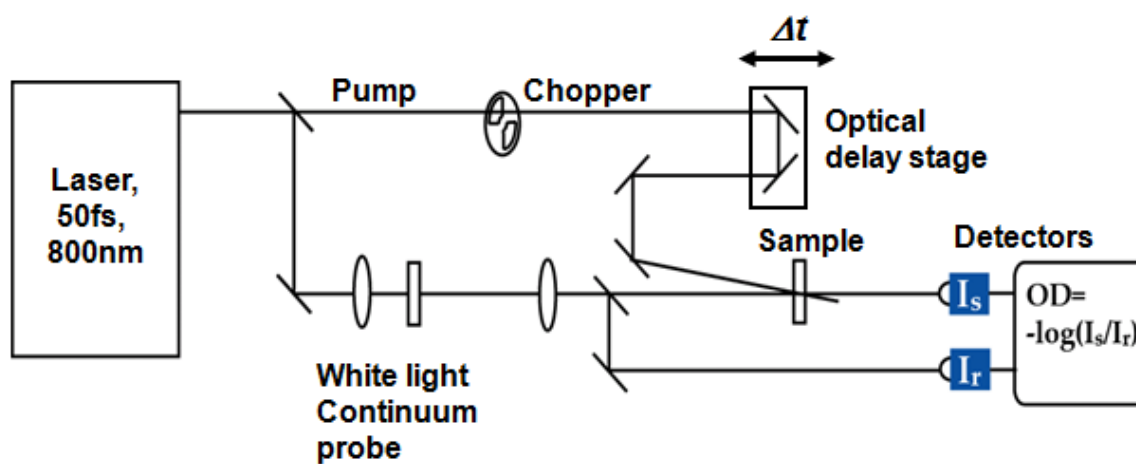 Δt
Pump
Chopper
Optical
delay stage
Laser,
50fs,
800nm
Sample
Detectors
White light
Continuum
probe
Is
Ir
OD=
-log(Is/Ir)